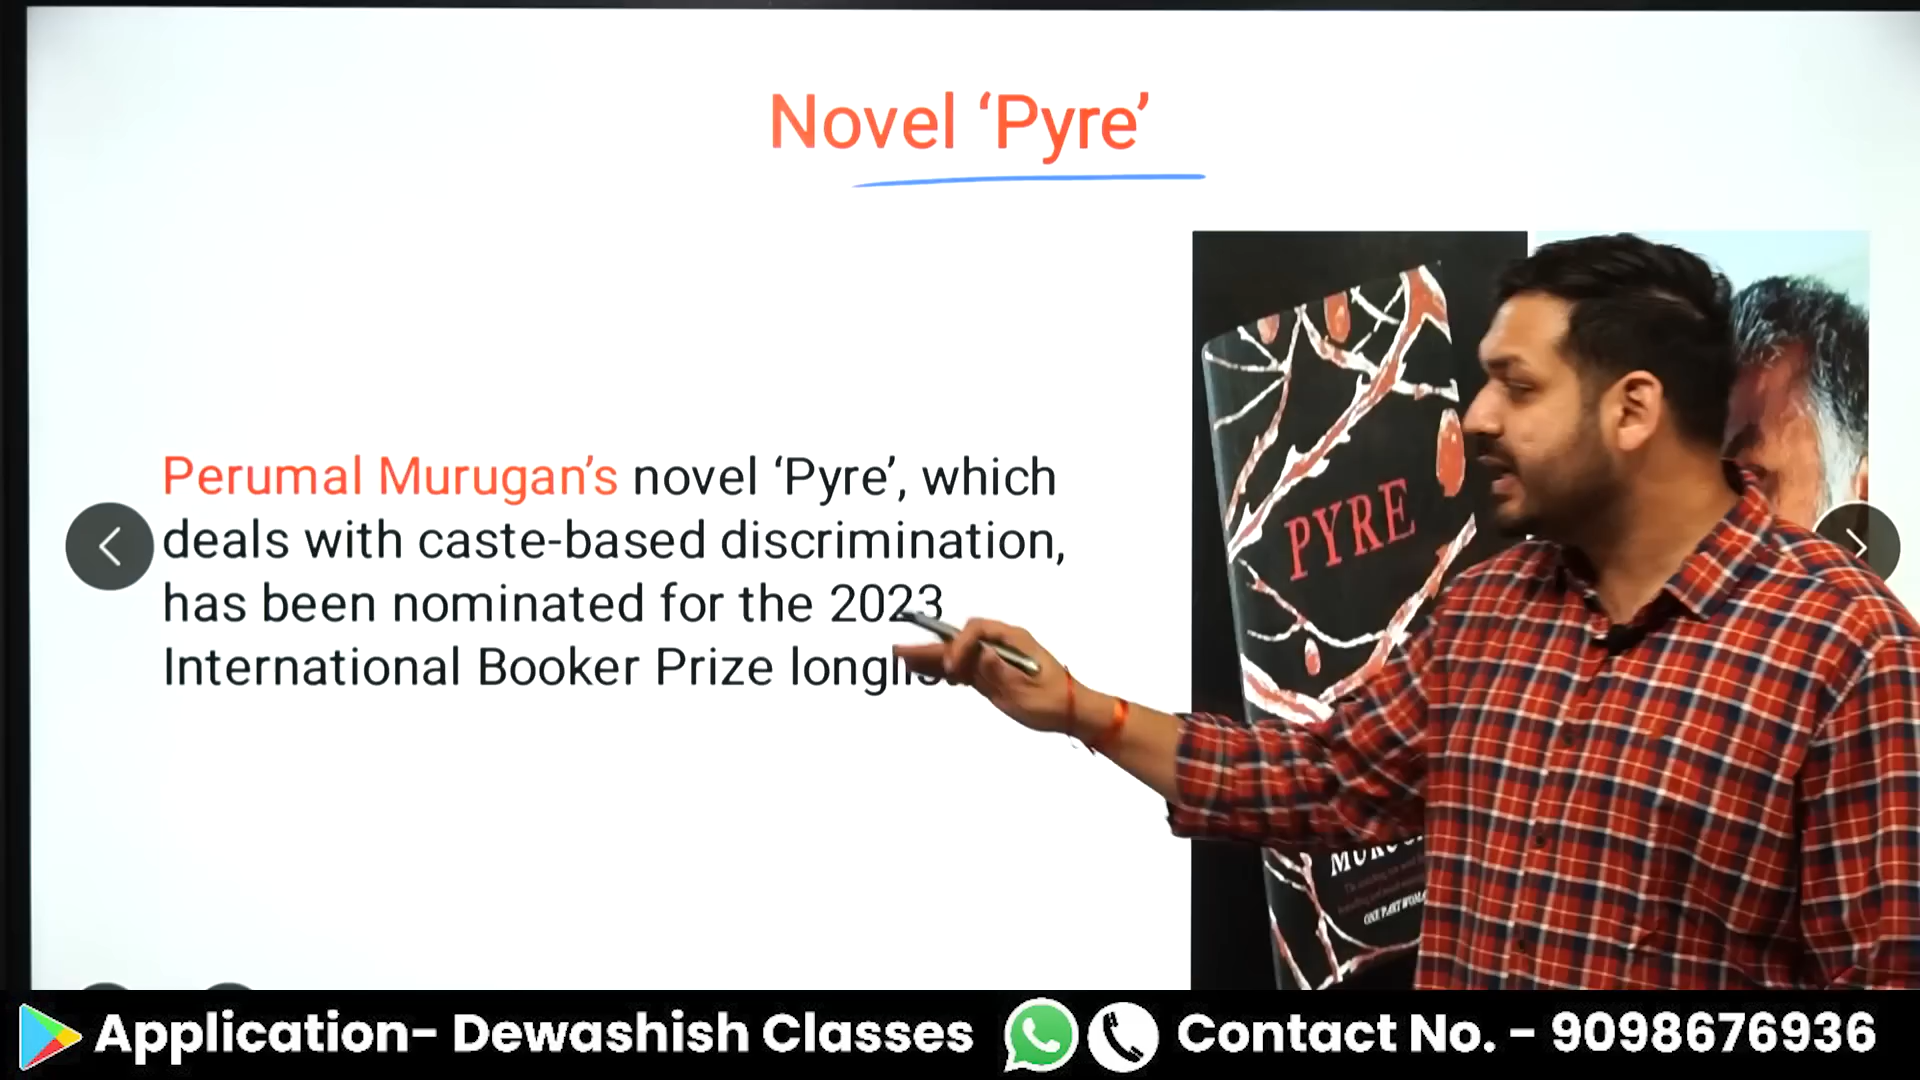 Novel ‘Pyre’
Perumal Murugan’s novel ‘Pyre’, which
deals with caste-based discrimination,
has been nominated for the 2023
International Booker Prize
PYRE
Application- Dewashish Classes
Contact No. - 9098676936